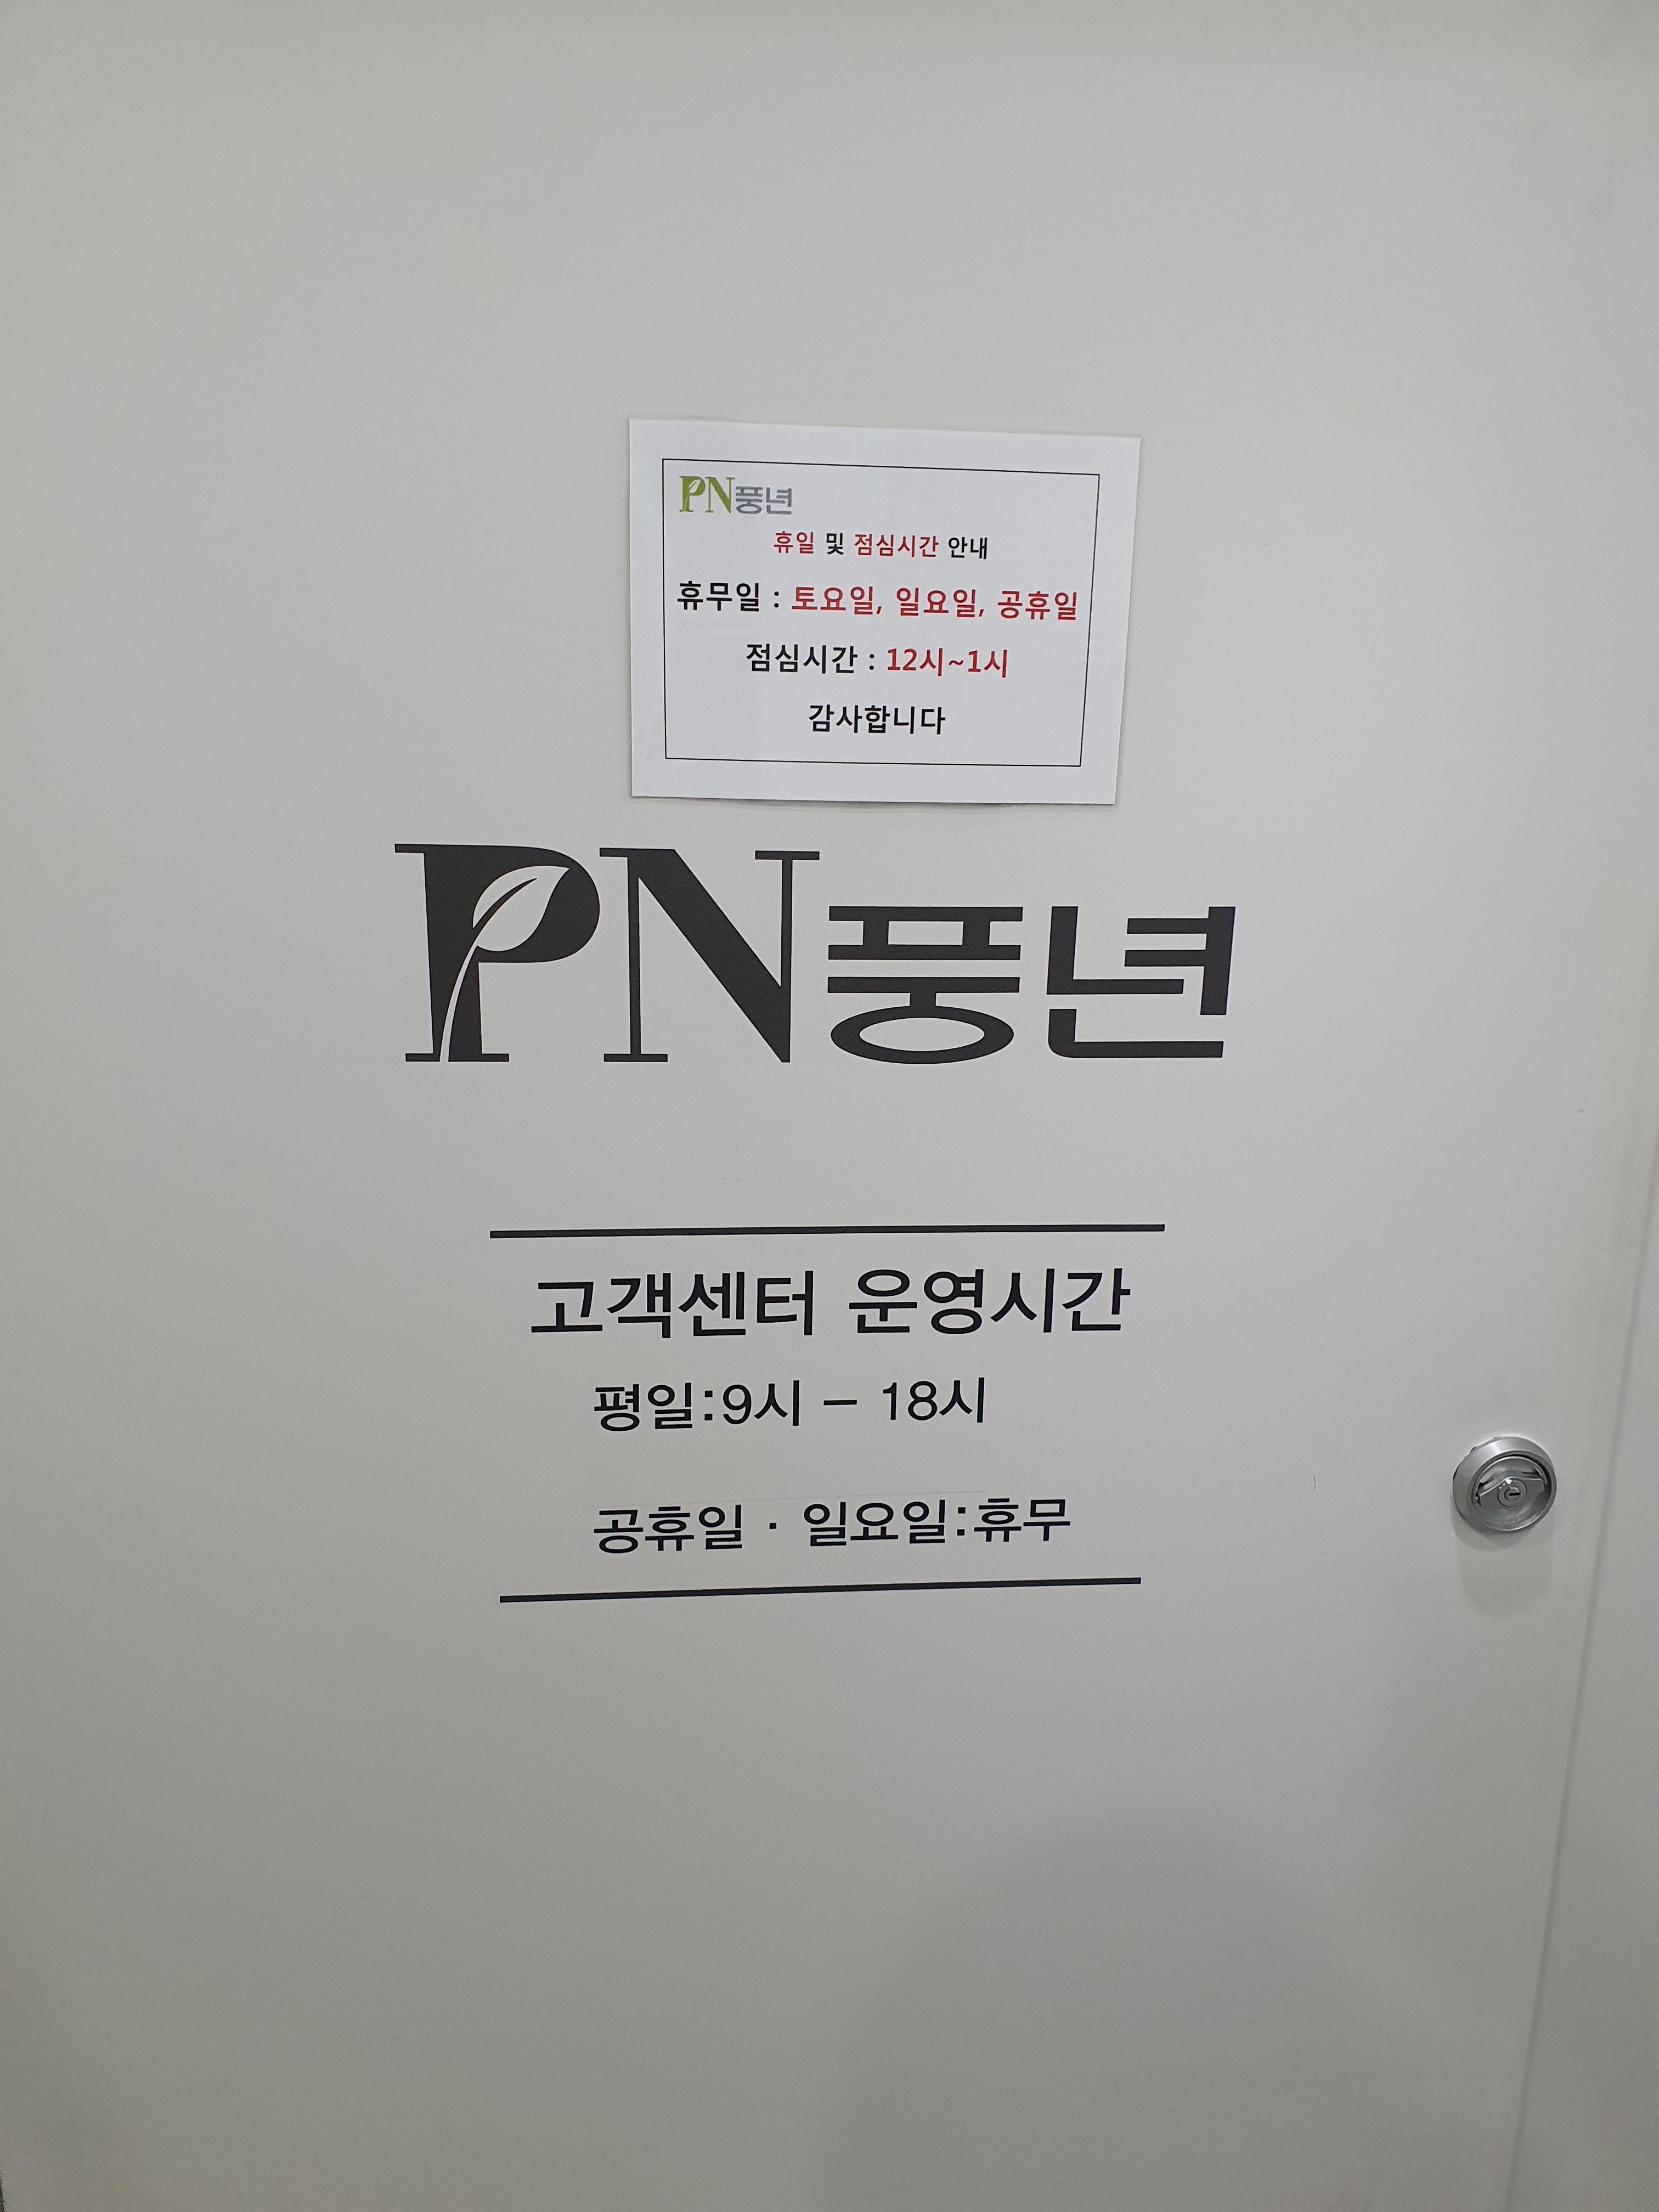 PN풍년
휴일 및 점심시간 안내
휴무일 : 토요일, 일요일, 공휴일
점심시간 : 12시~1시
감사합니다
PN풍년
고객센터 운영시간
평일:9시 – 18시
공휴일 · 일요일:휴무